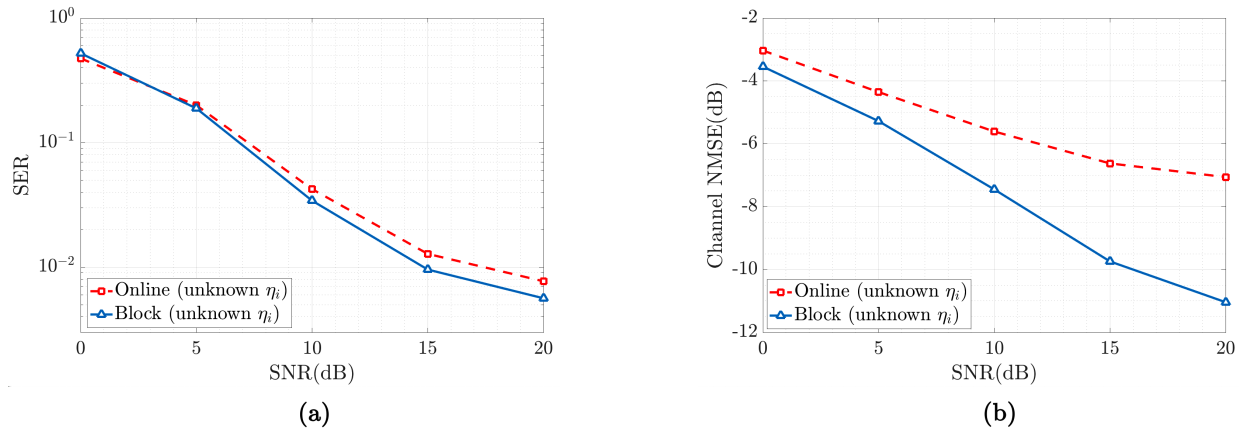 10^0
10^-1
10^-2
SER
0 5 10 15 20
SNR(dB)
Online (unknown η_i)
Block (unknown η_i)
(a)
-2
-4
-6
-8
-10
-12
Channel NMSE(dB)
0 5 10 15 20
SNR(dB)
Online (unknown η_i)
Block (unknown η_i)
(b)